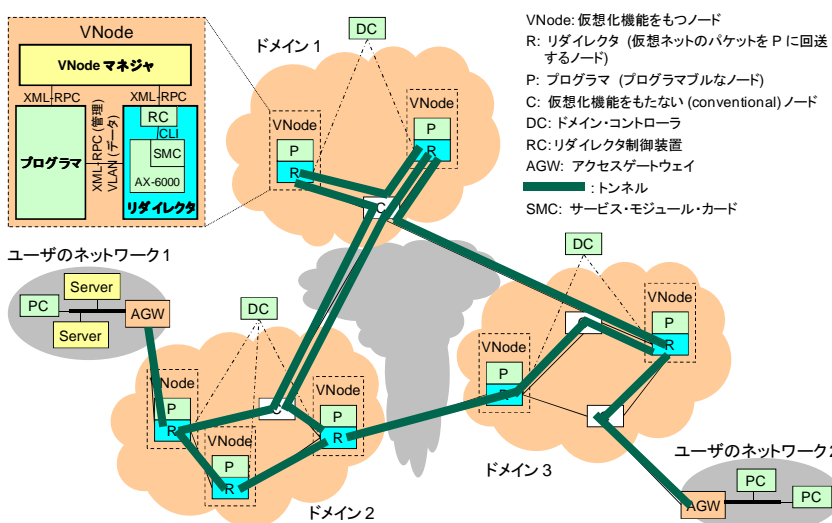 VNode
VNode マネジャ
XML-RPC
XML-RPC
プログラマ
XML-RPC (管理)
VLAN (データ)
RC
CLI
SMC
AX-6000
リダイレクタ
ドメイン 1
DC
VNode
P
R
VNode
P
R
C
VNode: 仮想化機能をもつノード
R: リダイレクタ (仮想ネットのパケットを P に回送
するノード)
P: プログラマ (プログラマブルなノード)
C: 仮想化機能をもたない (conventional) ノード
DC: ドメイン・コントローラ
RC: リダイレクタ制御装置
AGW: アクセスゲートウェイ
: トンネル
SMC: サービス・モジュール・カード
ユーザのネットワーク 1
Server
PC
Server
AGW
DC
VNode
P
R
VNode
P
R
VNode
P
R
C
ドメイン 2
DC
VNode
P
R
VNode
P
R
ドメイン 3
ユーザのネットワーク 2
PC
PC
AGW